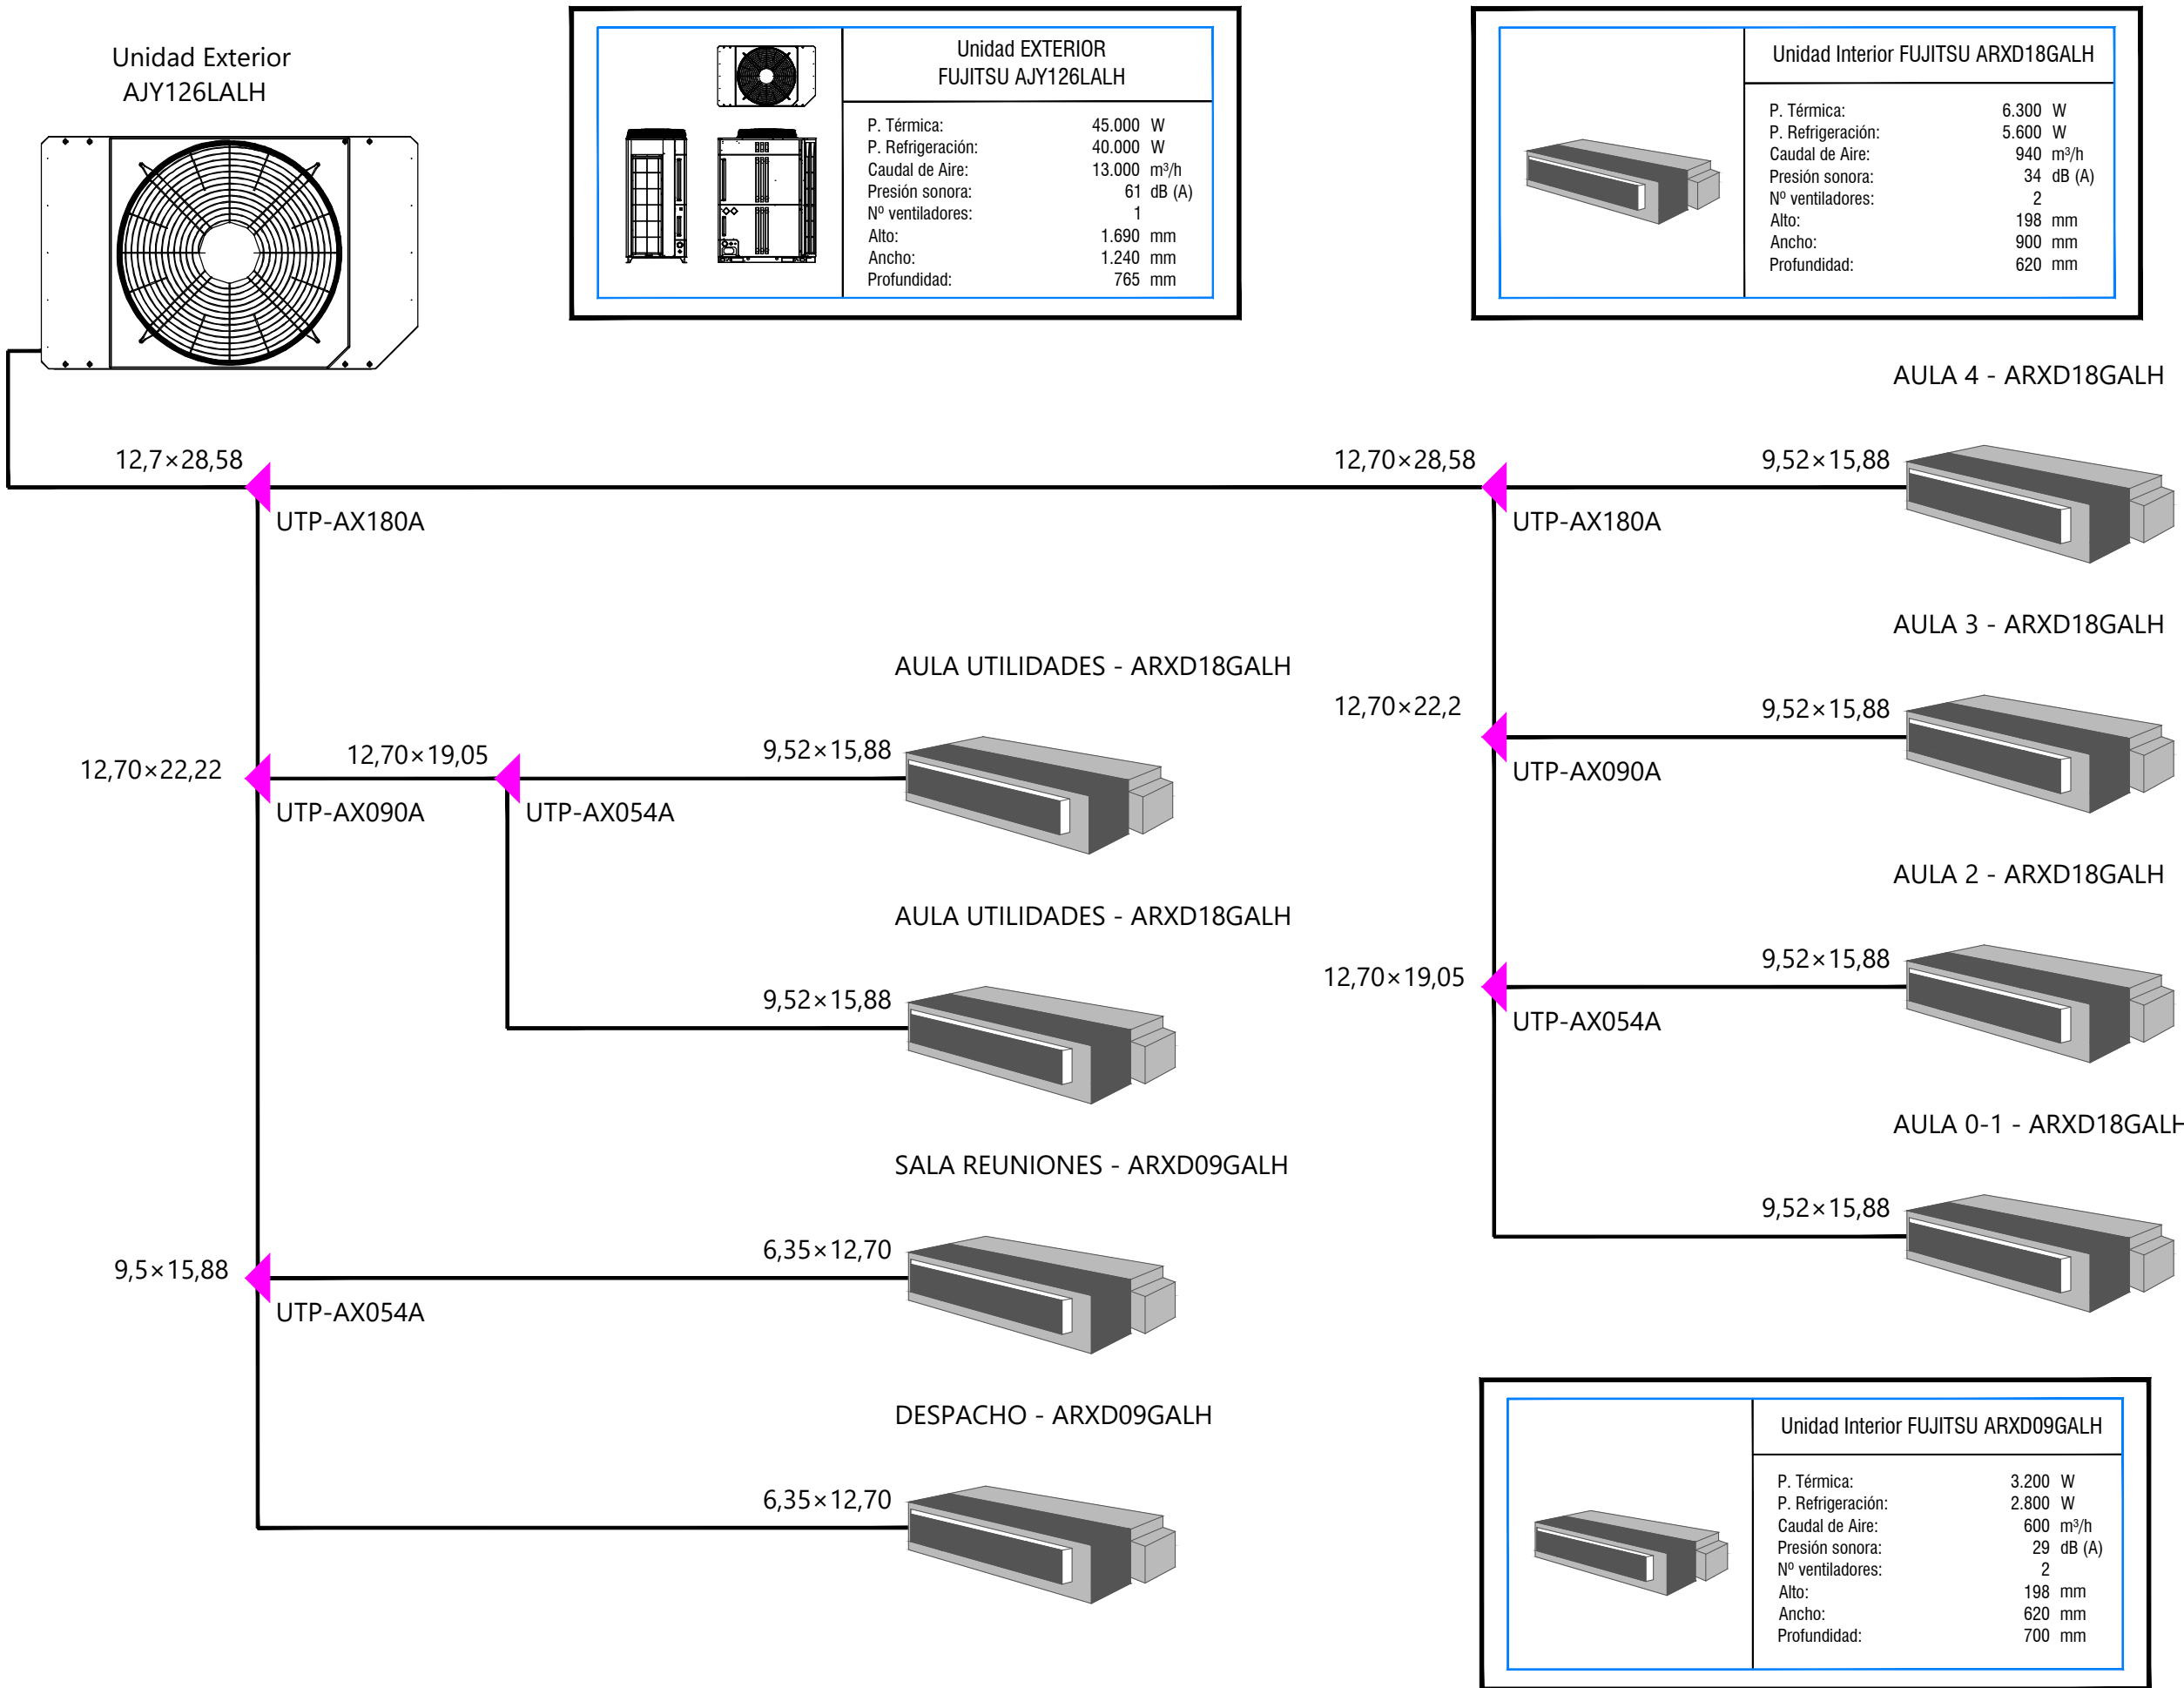 Unidad Exterior
AJY126LALH
Unidad EXTERIOR
FUJITSU AJY126LALH
P. Térmica: 45.000 W
P. Refrigeración: 40.000 W
Caudal de Aire: 13.000 m³/h
Presión sonora: 61 dB (A)
Nº ventiladores: 1
Alto: 1.690 mm
Ancho: 1.240 mm
Profundidad: 765 mm
Unidad Interior FUJITSU ARXD18GALH
P. Térmica: 6.300 W
P. Refrigeración: 5.600 W
Caudal de Aire: 940 m³/h
Presión sonora: 34 dB (A)
Nº ventiladores: 2
Alto: 198 mm
Ancho: 900 mm
Profundidad: 620 mm
AULA 4 - ARXD18GALH
12,7×28,58
12,70×28,58
9,52×15,88
UTP-AX180A
UTP-AX180A
AULA 3 - ARXD18GALH
AULA UTILIDADES - ARXD18GALH
12,70×22,2
9,52×15,88
12,70×22,22
12,70×19,05
9,52×15,88
UTP-AX090A
UTP-AX090A
UTP-AX054A
AULA 2 - ARXD18GALH
AULA UTILIDADES - ARXD18GALH
12,70×19,05
9,52×15,88
9,52×15,88
UTP-AX054A
AULA 0-1 - ARXD18GALH
SALA REUNIONES - ARXD09GALH
9,52×15,88
9,5×15,88
6,35×12,70
UTP-AX054A
DESPACHO - ARXD09GALH
6,35×12,70
Unidad Interior FUJITSU ARXD09GALH
P. Térmica: 3.200 W
P. Refrigeración: 2.800 W
Caudal de Aire: 600 m³/h
Presión sonora: 29 dB (A)
Nº ventiladores: 2
Alto: 198 mm
Ancho: 620 mm
Profundidad: 700 mm